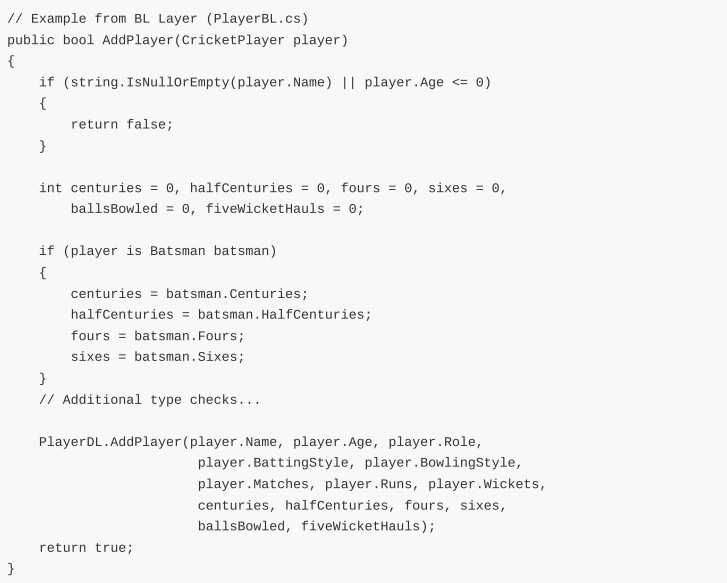 // Example from BL Layer (PlayerBL.cs)
public bool AddPlayer(CricketPlayer player)
{
    if (string.IsNullOrEmpty(player.Name) || player.Age <= 0)
    {
        return false;
    }

    int centuries = 0, halfCenturies = 0, fours = 0, sixes = 0,
        ballsBowled = 0, fiveWicketHauls = 0;

    if (player is Batsman batsman)
    {
        centuries = batsman.Centuries;
        halfCenturies = batsman.HalfCenturies;
        fours = batsman.Fours;
        sixes = batsman.Sixes;
    }
    // Additional type checks...

    PlayerDL.AddPlayer(player.Name, player.Age, player.Role,
                        player.BattingStyle, player.BowlingStyle,
                        player.Matches, player.Runs, player.Wickets,
                        centuries, halfCenturies, fours, sixes,
                        ballsBowled, fiveWicketHauls);
    return true;
}